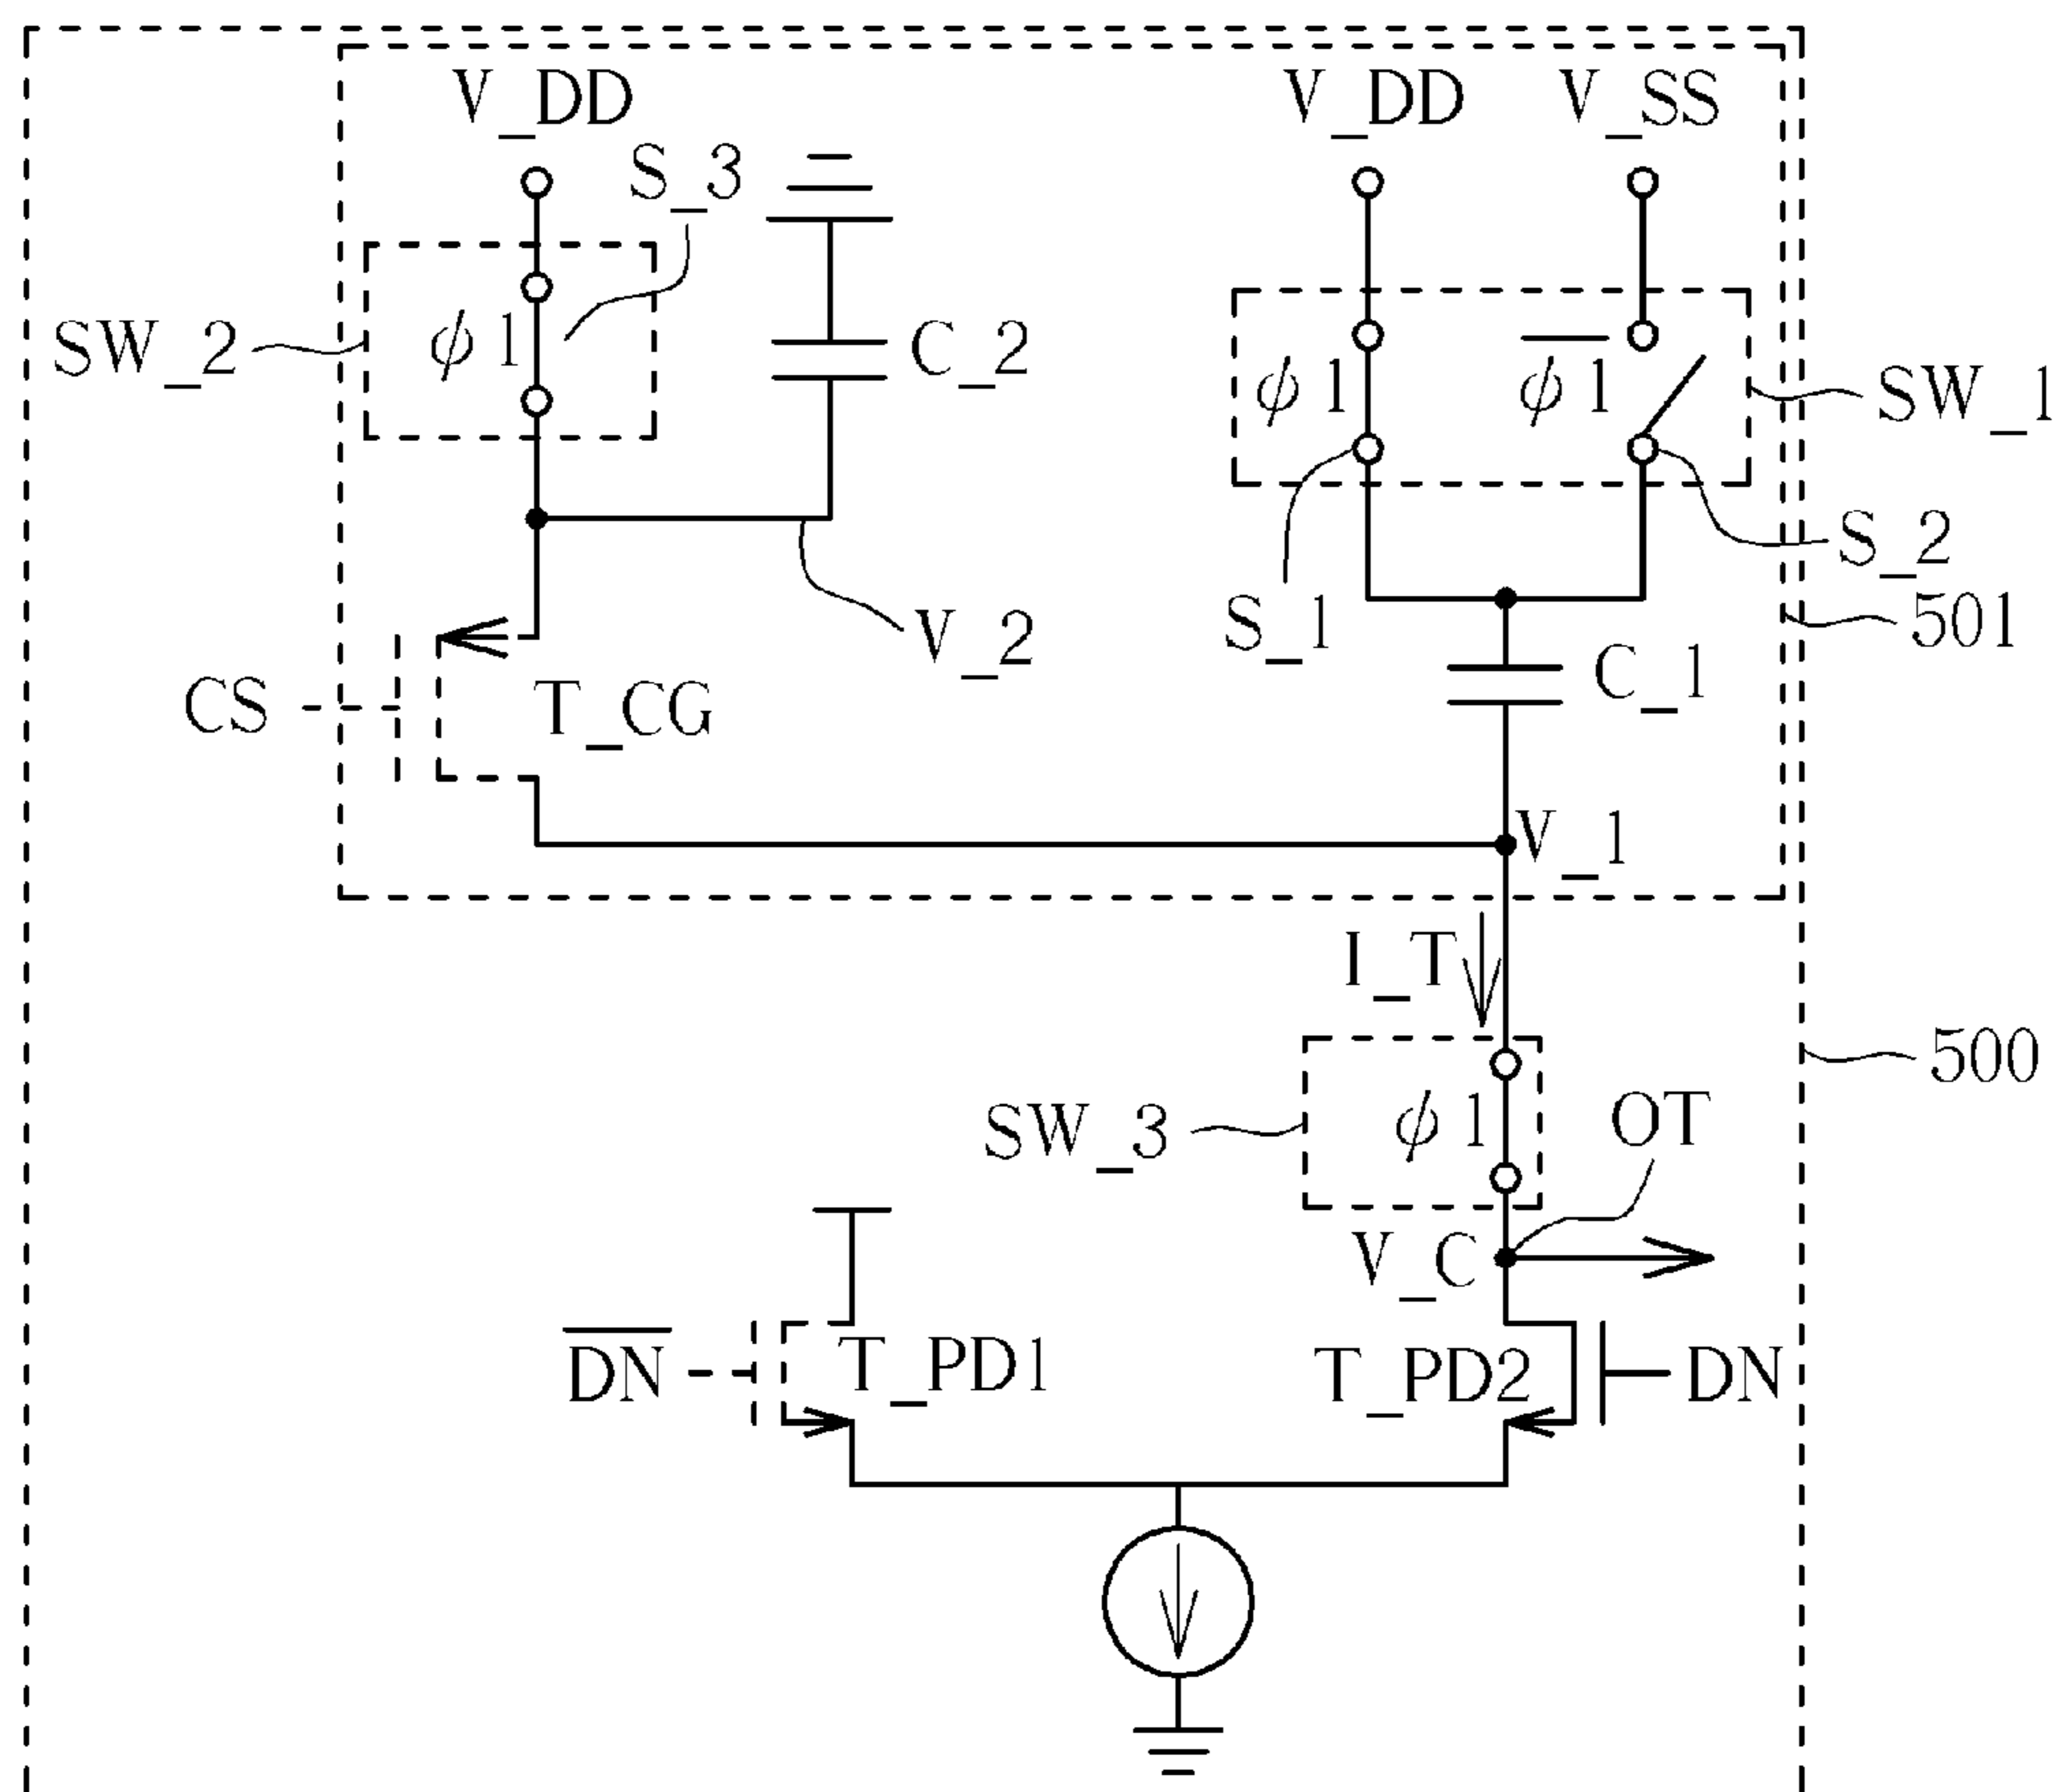 V_DD
V_DD
V_SS
S_3
SW_2
φ1
C_2
φ1
φ1̅
SW_1
S_2
S_1
501
V_2
CS
T_CG
C_1
V_1
I_T
500
SW_3
φ1
OT
V_C
D̅N̅
T_PD1
T_PD2
DN